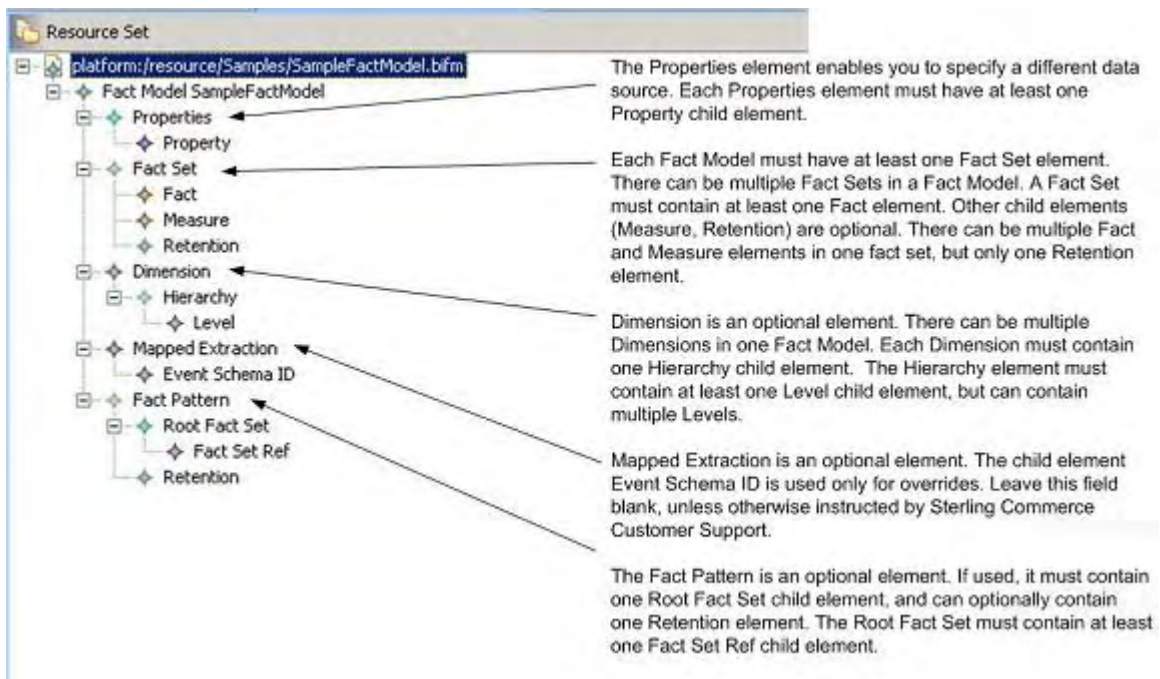 Resource Set
platform:/resource/Samples/SampleFactModel.bifm
Fact Model SampleFactModel
Properties
Property
Fact Set
Fact
Measure
Retention
Dimension
Hierarchy
Level
Mapped Extraction
Event Schema ID
Fact Pattern
Root Fact Set
Fact Set Ref
Retention
The Properties element enables you to specify a different data
source. Each Properties element must have at least one
Property child element.
Each Fact Model must have at least one Fact Set element.
There can be multiple Fact Sets in a Fact Model. A Fact Set
must contain at least one Fact element. Other child elements
(Measure, Retention) are optional. There can be multiple Fact
and Measure elements in one fact set, but only one Retention
element.
Dimension is an optional element. There can be multiple
Dimensions in one Fact Model. Each Dimension must contain
one Hierarchy child element. The Hierarchy element must
contain at least one Level child element, but can contain
multiple Levels.
Mapped Extraction is an optional element. The child element
Event Schema ID is used only for overrides. Leave this field
blank, unless otherwise instructed by Sterling Commerce
Customer Support.
The Fact Pattern is an optional element. If used, it must contain
one Root Fact Set child element, and can optionally contain
one Retention element. The Root Fact Set must contain at least
one Fact Set Ref child element.